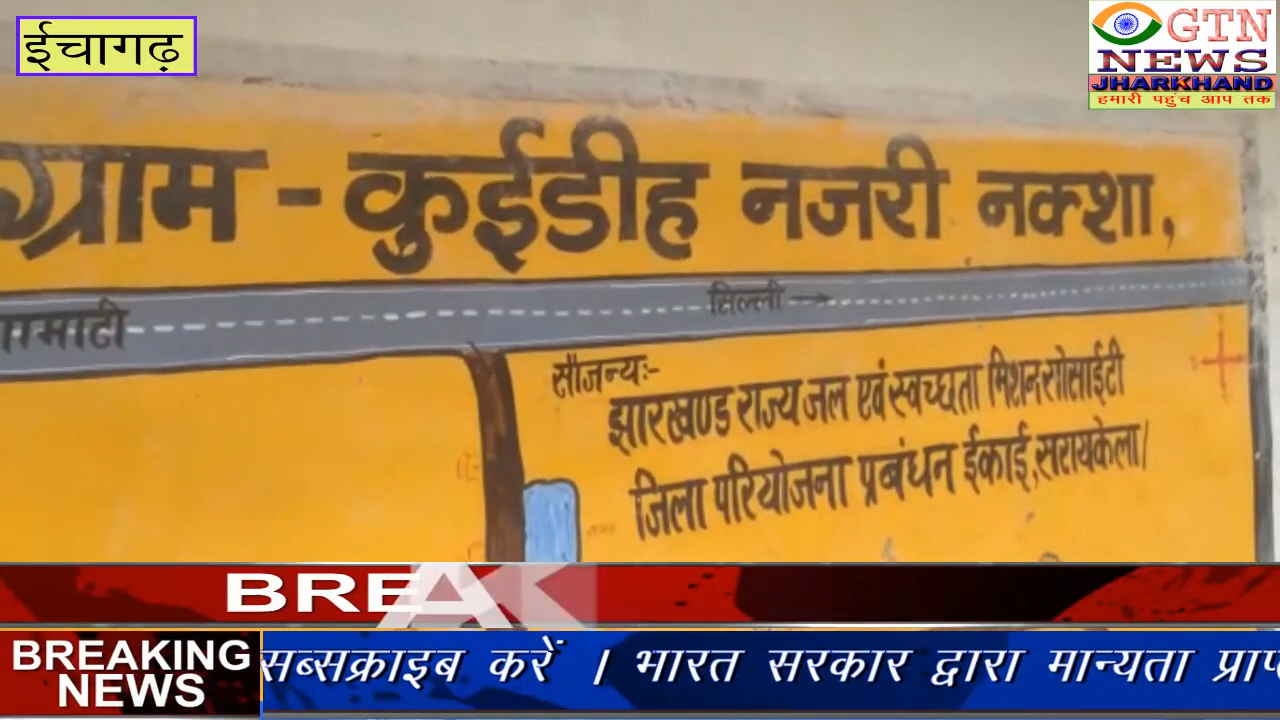 ईचागढ़
GTN
NEWS
JHARKHAND
हमारी पहुंच आप तक
ग्राम - कुईडीह नजरी नक्शा,
सिल्ली →
सौजन्यः-
झारखण्ड राज्य जल एवं स्वच्छता मिशन सोसाईटी
जिला परियोजना प्रबंधन ईकाई, सरायकेला/
BREAK
BREAKING
NEWS
सब्सक्राइब करें । भारत सरकार द्वारा मान्यता